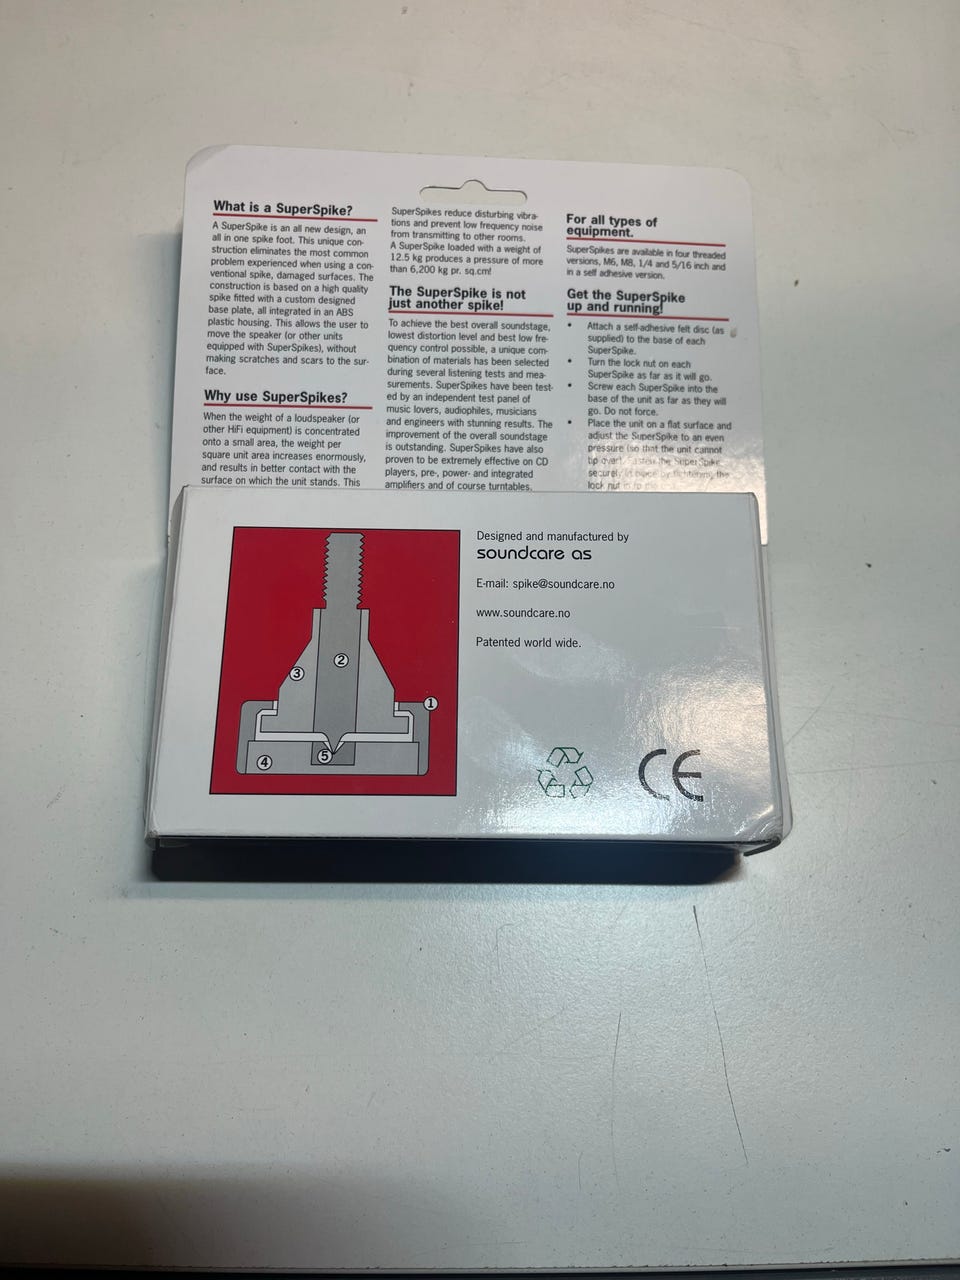 What is a SuperSpike?
A SuperSpike is an all new design, an
all in one spike foot. This unique con-
struction eliminates the most common
problem experienced when using a con-
ventional spike, damaged surfaces. The
construction is based on a high quality
spike fitted with a custom designed
base plate, all integrated in an ABS
plastic housing. This allows the user to
move the speaker (or other units
equipped with SuperSpikes), without
making scratches and scars to the sur-
face.
Why use SuperSpikes?
When the weight of a loudspeaker (or
other HiFi equipment) is concentrated
onto a small area, the weight per
square unit area increases enormously,
and results in better contact with the
surface on which the unit stands. This
SuperSpikes reduce disturbing vibra-
tions and prevent low frequency noise
from transmitting to other rooms.
A SuperSpike loaded with a weight of
12.5 kg produces a pressure of more
than 6,200 kg pr. sq.cm!
The SuperSpike is not
just another spike!
To achieve the best overall soundstage,
lowest distortion level and best low fre-
quency control possible, a unique com-
bination of materials has been selected
during several listening tests and mea-
surements. SuperSpikes have been test-
ed by an independent test panel of
music lovers, audiophiles, musicians
and engineers with stunning results. The
improvement of the overall soundstage
is outstanding. SuperSpikes have also
proven to be extremely effective on CD
players, pre-, power- and integrated
amplifiers and of course turntables.
For all types of
equipment.
SuperSpikes are available in four threaded
versions, M6, M8, 1/4 and 5/16 inch and
in a self adhesive version.
Get the SuperSpike
up and running!
• Attach a self-adhesive felt disc (as
supplied) to the base of each
SuperSpike.
• Turn the lock nut on each
SuperSpike as far as it will go.
• Screw each SuperSpike into the
base of the unit as far as they will
go. Do not force.
• Place the unit on a flat surface and
adjust the SuperSpike to an even
pressure (so that the unit cannot
tip over). Fasten the SuperSpike
securely in place by tightening the
lock nut
Designed and manufactured by
soundcare as
E-mail: spike@soundcare.no
www.soundcare.no
Patented world wide.
2
3
1
5
4
CE